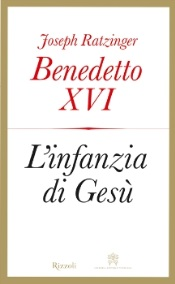 Joseph Ratzinger
Benedetto
XVI
L'infanzia
di Gesù
Rizzoli